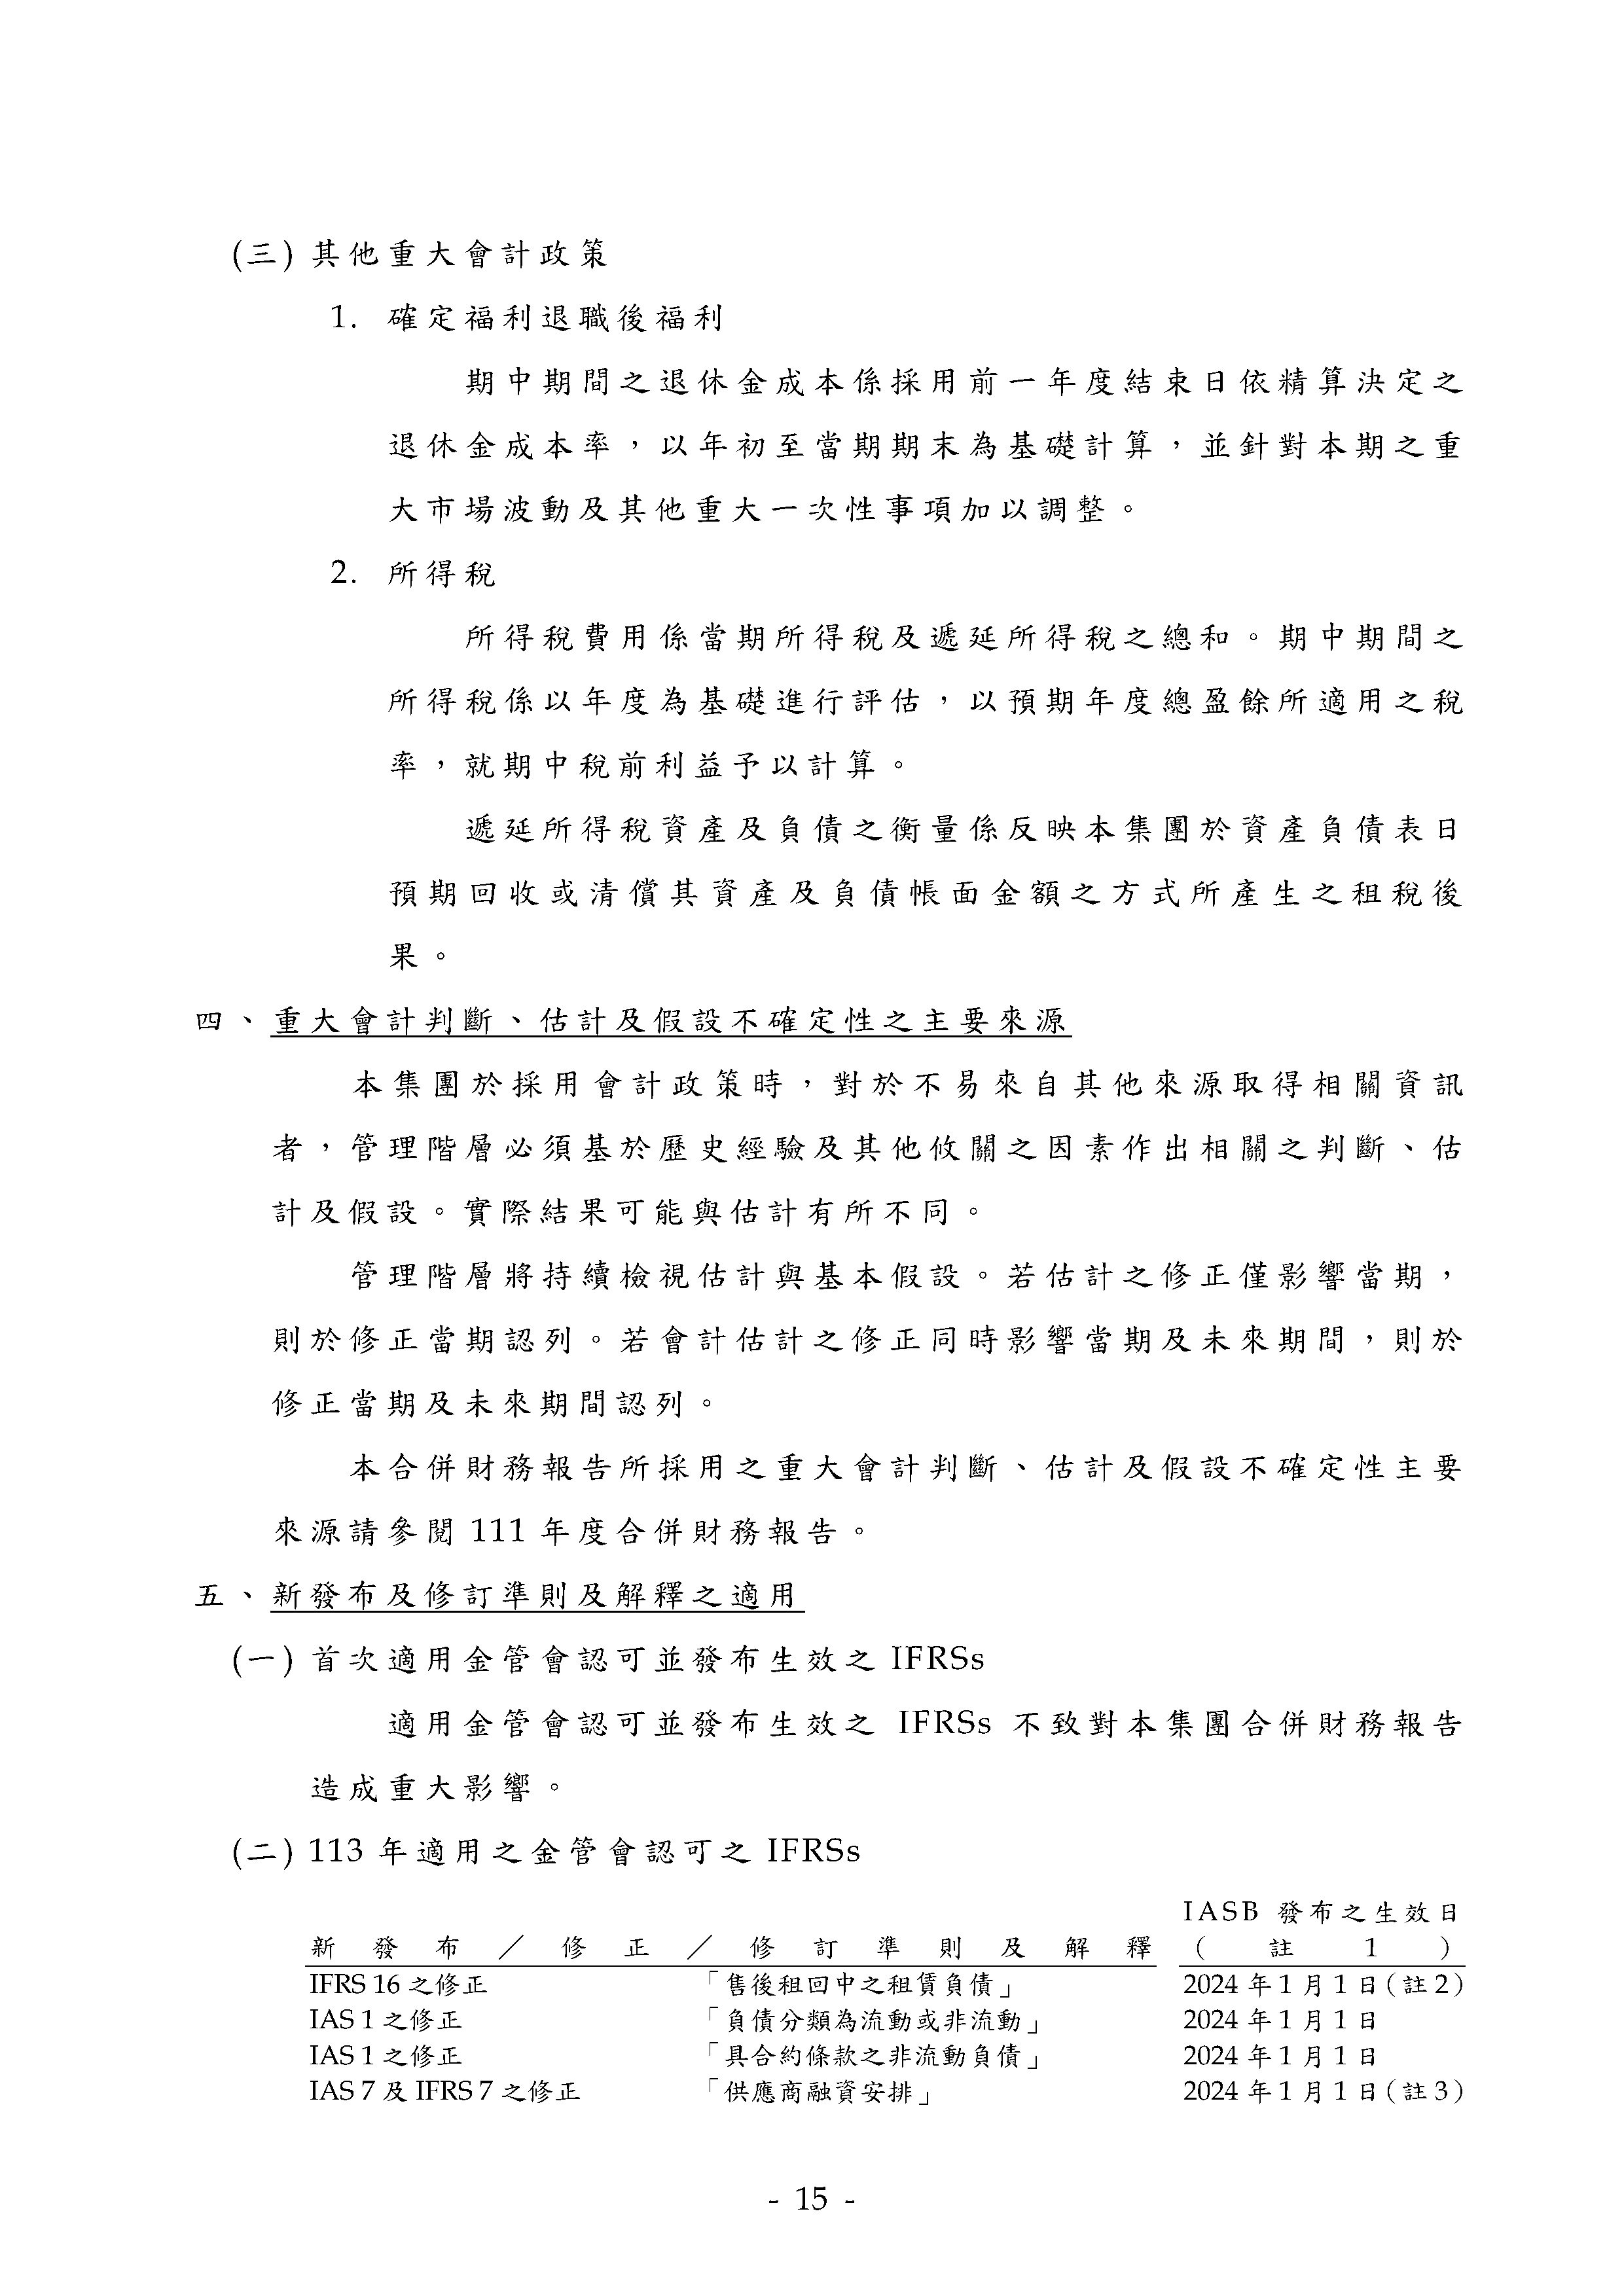 (三) 其他重大會計政策
1. 確定福利退職後福利
期中期間之退休金成本係採用前一年度結束日依精算決定之
退休金成本率，以年初至當期期末為基礎計算，並針對本期之重
大市場波動及其他重大一次性事項加以調整。
2. 所得稅
所得稅費用係當期所得稅及遞延所得稅之總和。期中期間之
所得稅係以年度為基礎進行評估，以預期年度總盈餘所適用之稅
率，就期中稅前利益予以計算。
遞延所得稅資產及負債之衡量係反映本集團於資產負債表日
預期回收或清償其資產及負債帳面金額之方式所產生之租稅後
果。
四、重大會計判斷、估計及假設不確定性之主要來源
本集團於採用會計政策時，對於不易來自其他來源取得相關資訊
者，管理階層必須基於歷史經驗及其他攸關之因素作出相關之判斷、估
計及假設。實際結果可能與估計有所不同。
管理階層將持續檢視估計與基本假設。若估計之修正僅影響當期，
則於修正當期認列。若會計估計之修正同時影響當期及未來期間，則於
修正當期及未來期間認列。
本合併財務報告所採用之重大會計判斷、估計及假設不確定性主要
來源請參閱 111 年度合併財務報告。
五、新發布及修訂準則及解釋之適用
(一) 首次適用金管會認可並發布生效之 IFRSs
適用金管會認可並發布生效之 IFRSs 不致對本集團合併財務報告
造成重大影響。
(二) 113 年適用之金管會認可之 IFRSs
IASB 發布之生效日
新發布／修正／修訂準則及解釋 (註 1)
IFRS 16 之修正 「售後租回中之租賃負債」 2024 年 1 月 1 日(註 2)
IAS 1 之修正 「負債分類為流動或非流動」 2024 年 1 月 1 日
IAS 1 之修正 「具合約條款之非流動負債」 2024 年 1 月 1 日
IAS 7 及 IFRS 7 之修正 「供應商融資安排」 2024 年 1 月 1 日(註 3)
- 15 -